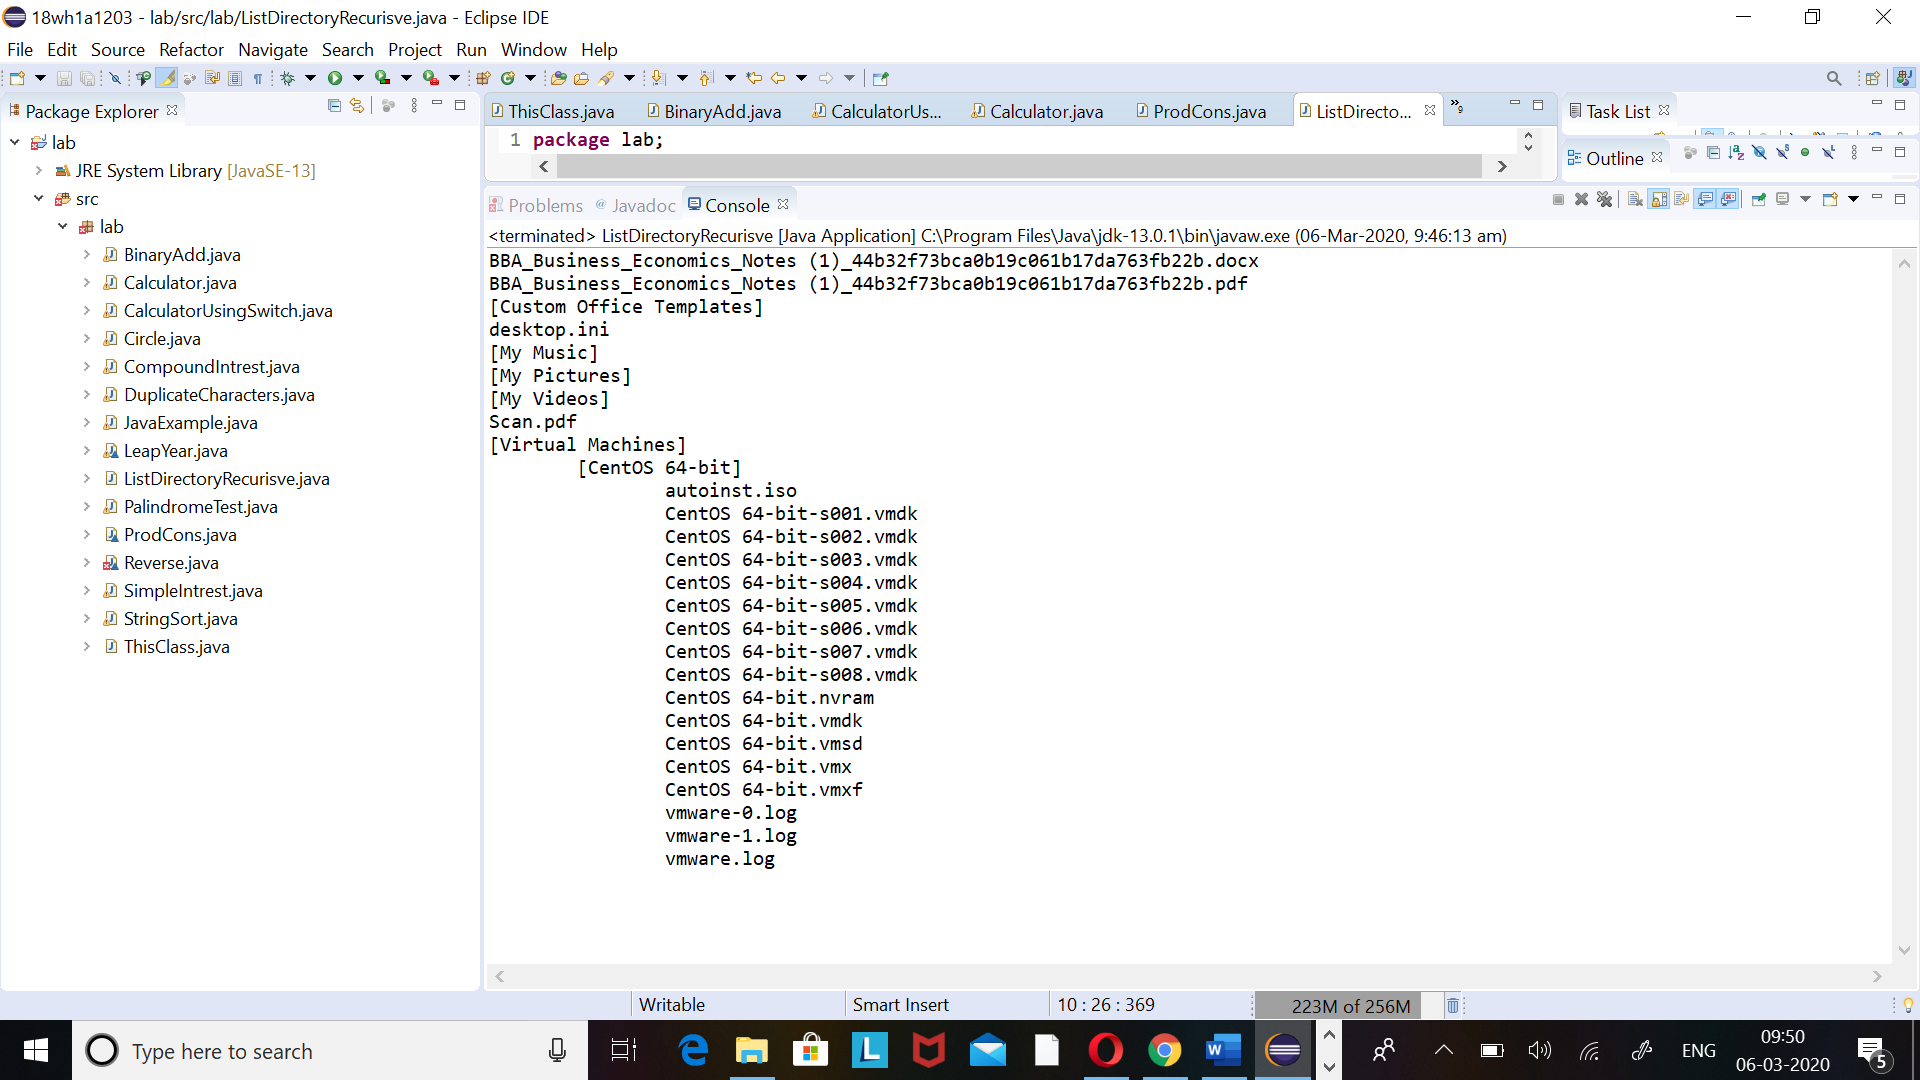 18wh1a1203 - lab/src/lab/ListDirectoryRecurisve.java - Eclipse IDE
File Edit Source Refactor Navigate Search Project Run Window Help
Package Explorer
lab
JRE System Library [JavaSE-13]
src
lab
BinaryAdd.java
Calculator.java
CalculatorUsingSwitch.java
Circle.java
CompoundIntrest.java
DuplicateCharacters.java
JavaExample.java
LeapYear.java
ListDirectoryRecurisve.java
PalindromeTest.java
ProdCons.java
Reverse.java
SimpleIntrest.java
StringSort.java
ThisClass.java
ThisClass.java BinaryAdd.java CalculatorUs... Calculator.java ProdCons.java ListDirecto... »9
1 package lab;
Task List
Outline
Problems @ Javadoc Console
<terminated> ListDirectoryRecurisve [Java Application] C:\Program Files\Java\jdk-13.0.1\bin\javaw.exe (06-Mar-2020, 9:46:13 am)
BBA_Business_Economics_Notes (1)_44b32f73bca0b19c061b17da763fb22b.docx
BBA_Business_Economics_Notes (1)_44b32f73bca0b19c061b17da763fb22b.pdf
[Custom Office Templates]
desktop.ini
[My Music]
[My Pictures]
[My Videos]
Scan.pdf
[Virtual Machines]
[CentOS 64-bit]
autoinst.iso
CentOS 64-bit-s001.vmdk
CentOS 64-bit-s002.vmdk
CentOS 64-bit-s003.vmdk
CentOS 64-bit-s004.vmdk
CentOS 64-bit-s005.vmdk
CentOS 64-bit-s006.vmdk
CentOS 64-bit-s007.vmdk
CentOS 64-bit-s008.vmdk
CentOS 64-bit.nvram
CentOS 64-bit.vmdk
CentOS 64-bit.vmsd
CentOS 64-bit.vmx
CentOS 64-bit.vmxf
vmware-0.log
vmware-1.log
vmware.log
Writable Smart Insert 10 : 26 : 369 223M of 256M
Type here to search
ENG
09:50
06-03-2020
5